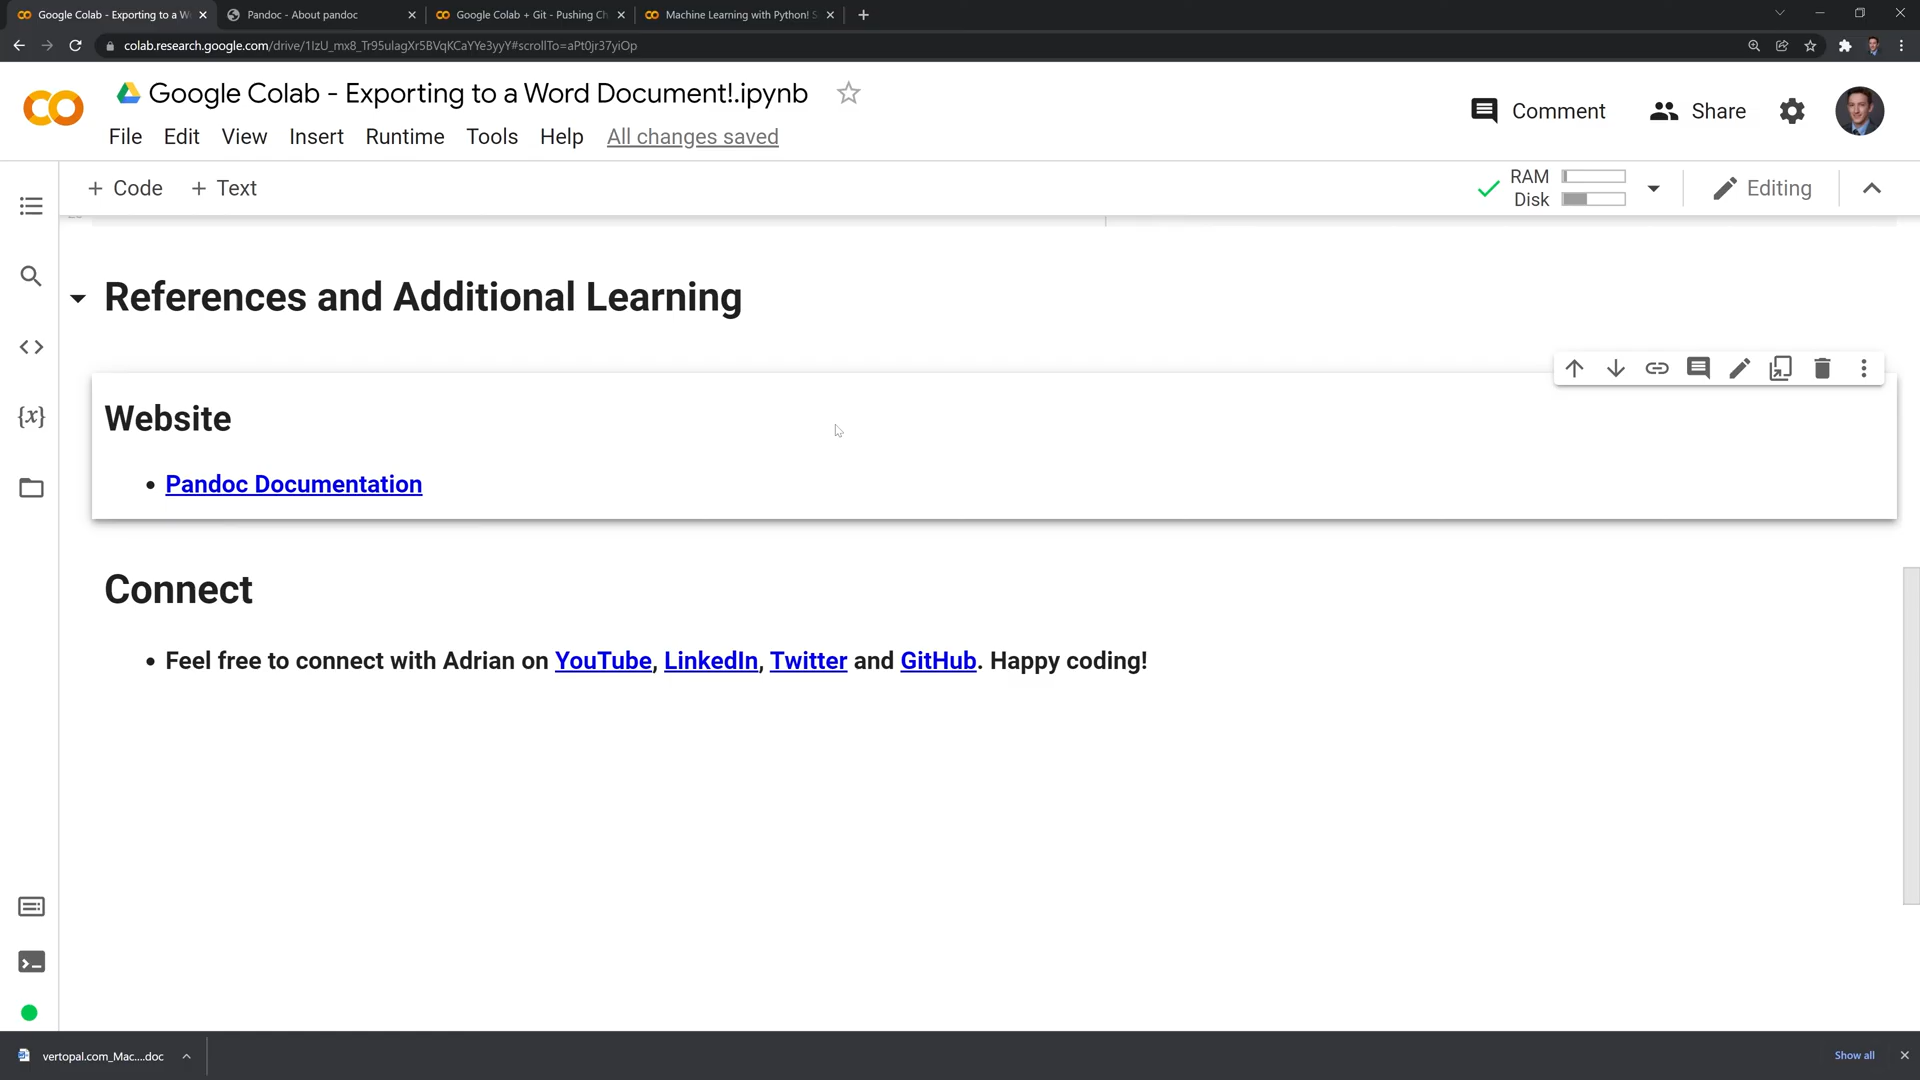 Google Colab - Exporting to a W
Pandoc - About pandoc
Google Colab + Git - Pushing Ch
Machine Learning with Python! S
colab.research.google.com/drive/1lzU_mx8_Tr95ulagXr5BVqKCaYYe3yyY#scrollTo=aPt0jr37yiOp
Google Colab - Exporting to a Word Document!.ipynb
Comment
Share
File Edit View Insert Runtime Tools Help All changes saved
+ Code + Text
RAM
Disk
Editing
References and Additional Learning
{x}
Website
• Pandoc Documentation
Connect
• Feel free to connect with Adrian on YouTube, LinkedIn, Twitter and GitHub. Happy coding!
vertopal.com_Mac....doc
Show all